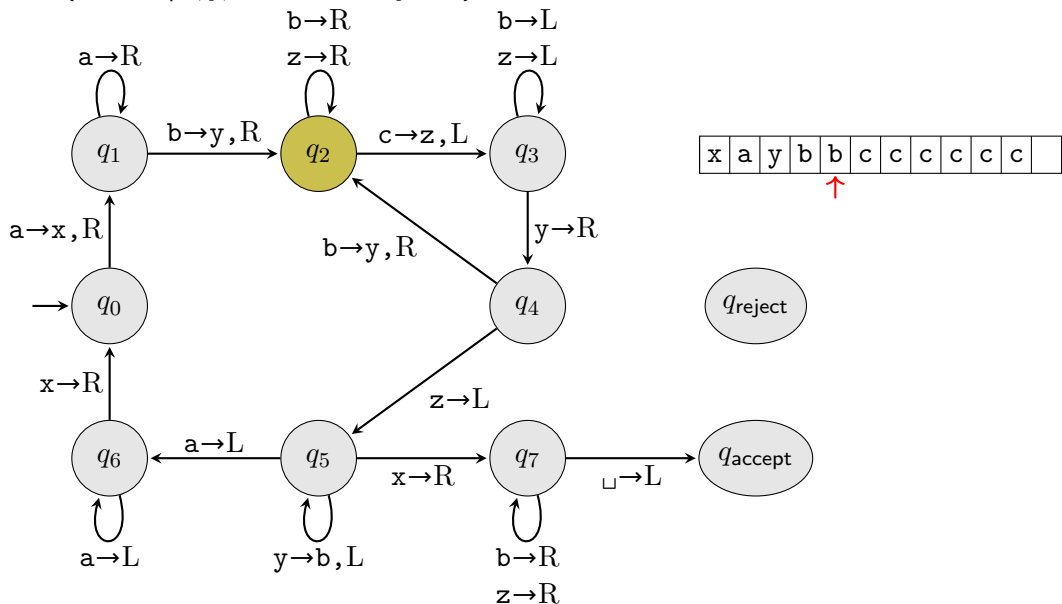 b→R
b→L
a→R
z→R
z→L
b→y,R
c→z,L
q1
q2
q3
x a y b b c c c c c c
↑
a→x,R
b→y,R
y→R
q0
q4
qreject
x→R
z→L
a→L
q6
q5
q7
qaccept
x→R
␣→L
a→L
y→b,L
b→R
z→R